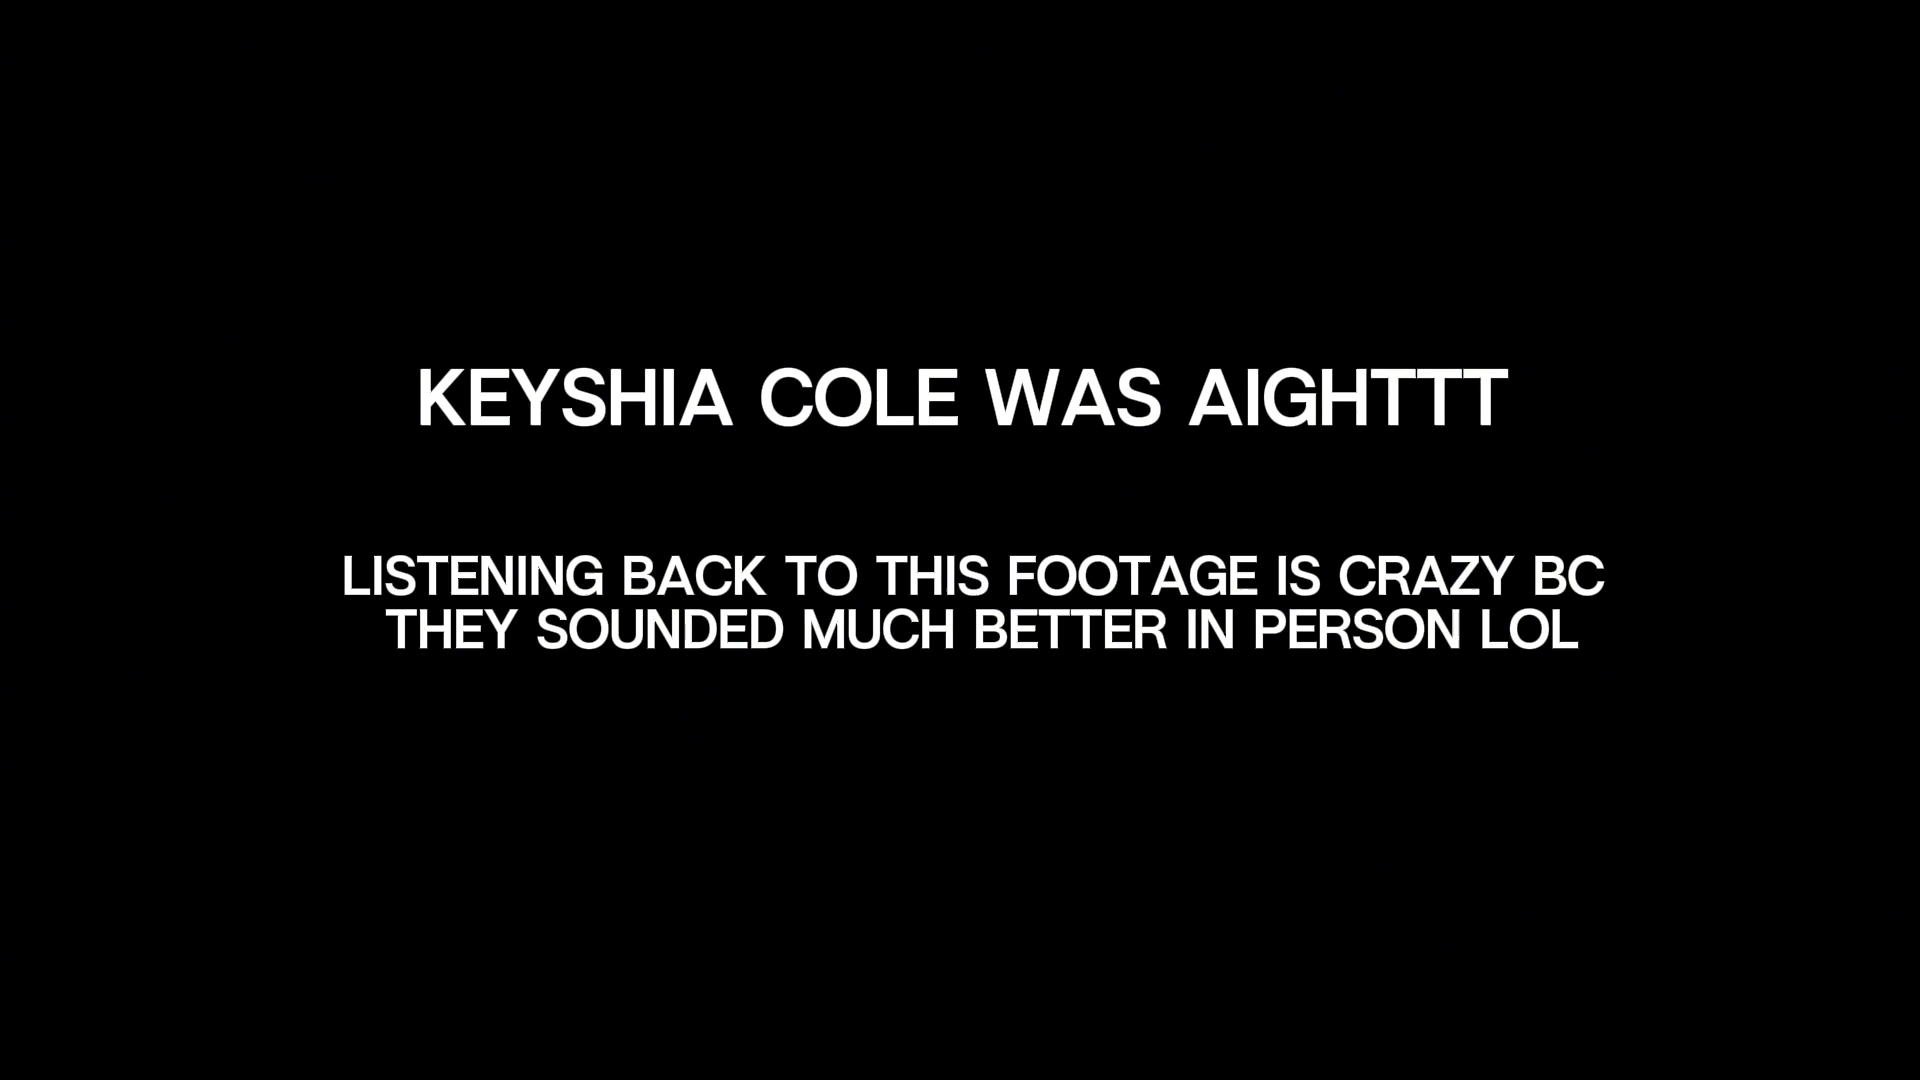 KEYSHIA COLE WAS AIGHTTT
LISTENING BACK TO THIS FOOTAGE IS CRAZY BC
THEY SOUNDED MUCH BETTER IN PERSON LOL